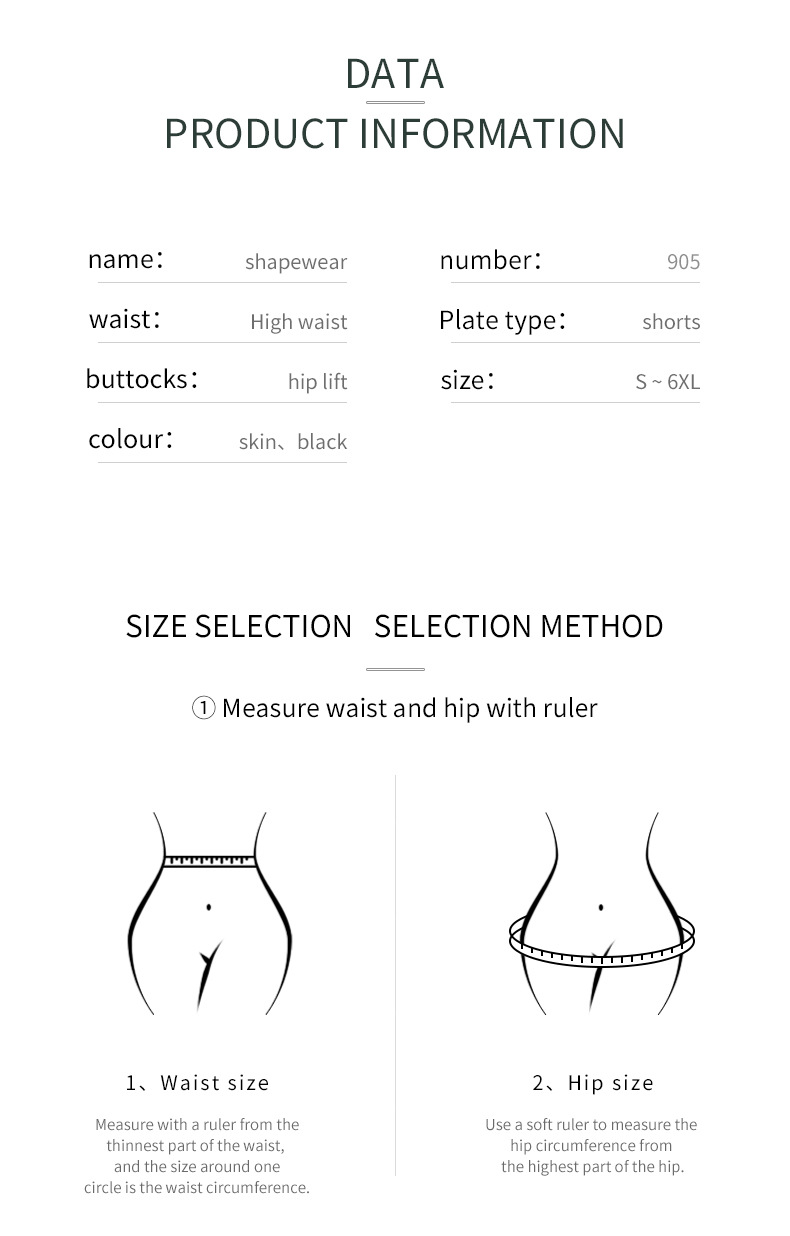 DATA
PRODUCT INFORMATION
name： shapewear
number： 905
waist： High waist
Plate type： shorts
buttocks： hip lift
size： S ~ 6XL
colour： skin、black
SIZE SELECTION SELECTION METHOD
① Measure waist and hip with ruler
1、Waist size
Measure with a ruler from the
thinnest part of the waist,
and the size around one
circle is the waist circumference.
2、Hip size
Use a soft ruler to measure the
hip circumference from
the highest part of the hip.